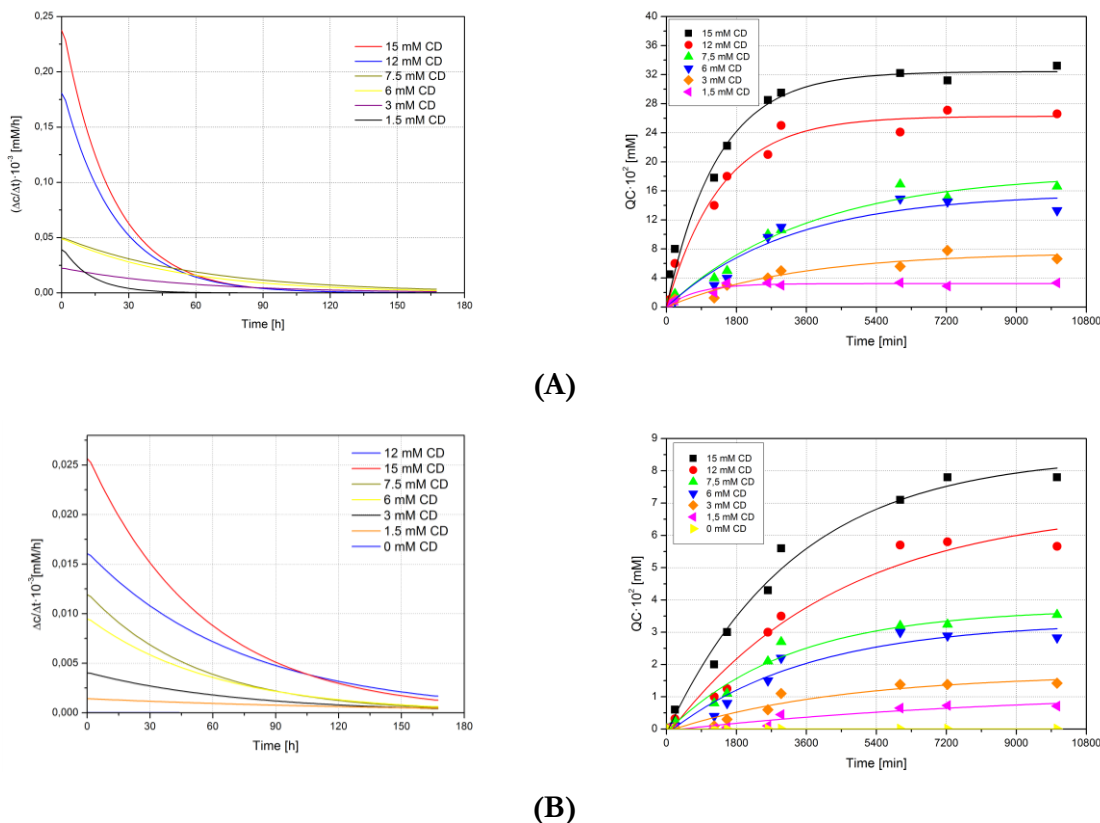 0,25
0,20
0,15
0,10
0,05
0,00
(Δc/Δt)·10⁻³ [mM/h]
15 mM CD
12 mM CD
7.5 mM CD
6 mM CD
3 mM CD
1.5 mM CD
0 30 60 90 120 150 180
Time [h]
40
36
32
28
24
20
16
12
8
4
0
QC·10² [mM]
15 mM CD
12 mM CD
7,5 mM CD
6 mM CD
3 mM CD
1,5 mM CD
0 1800 3600 5400 7200 9000 10800
Time [min]
(A)
0,025
0,020
0,015
0,010
0,005
0,000
Δc/Δt·10⁻³[mM/h]
12 mM CD
15 mM CD
7.5 mM CD
6 mM CD
3 mM CD
1.5 mM CD
0 mM CD
0 30 60 90 120 150 180
Time [h]
9
8
7
6
5
4
3
2
1
0
QC·10² [mM]
15 mM CD
12 mM CD
7,5 mM CD
6 mM CD
3 mM CD
1,5 mM CD
0 mM CD
0 1800 3600 5400 7200 9000 10800
Time [min]
(B)